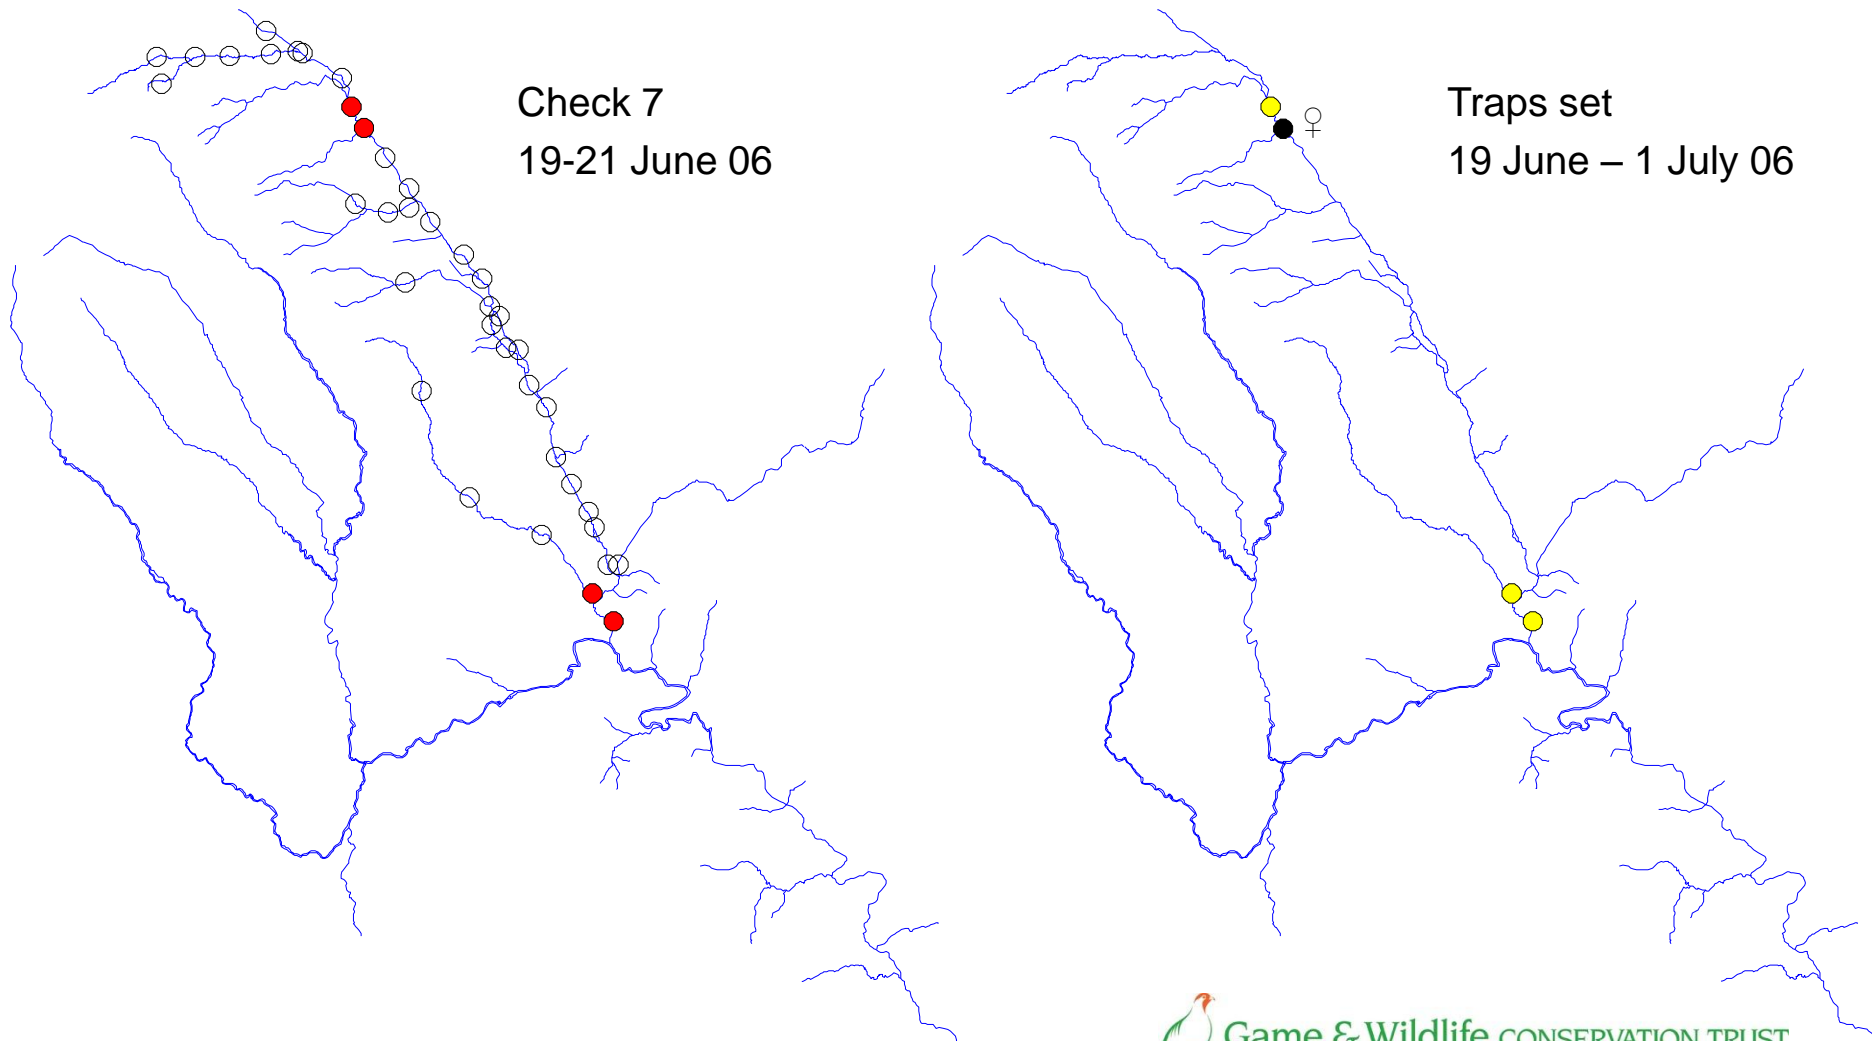 Check 7
19-21 June 06
Traps set
19 June – 1 July 06
♀
Game & Wildlife CONSERVATION TRUST